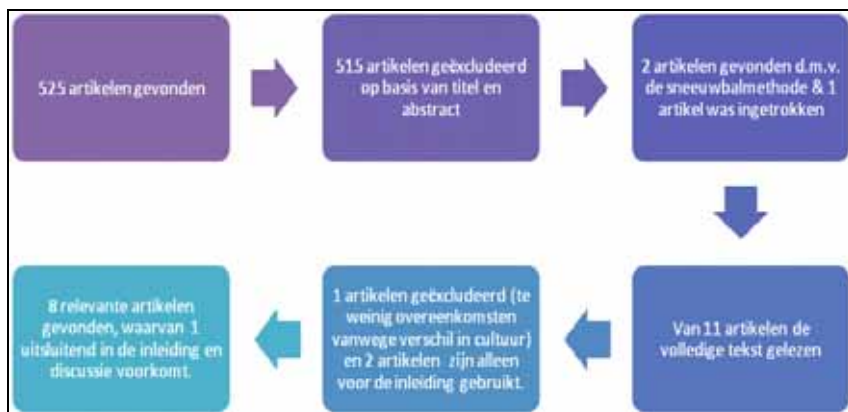 525 artikelen gevonden
515 artikelen geëxcludeerd
op basis van titel en
abstract
2 artikelen gevonden d.m.v.
de sneeuwbalmethode & 1
artikel was ingetrokken
Van 11 artikelen de
volledige tekst gelezen
1 artikelen geëxcludeerd (te
weinig overeenkomsten
vanwege verschil in cultuur)
en 2 artikelen zijn alleen
voor de inleiding gebruikt.
8 relevante artikelen
gevonden, waarvan 1
uitsluitend in de inleiding en
discussie voorkomt.